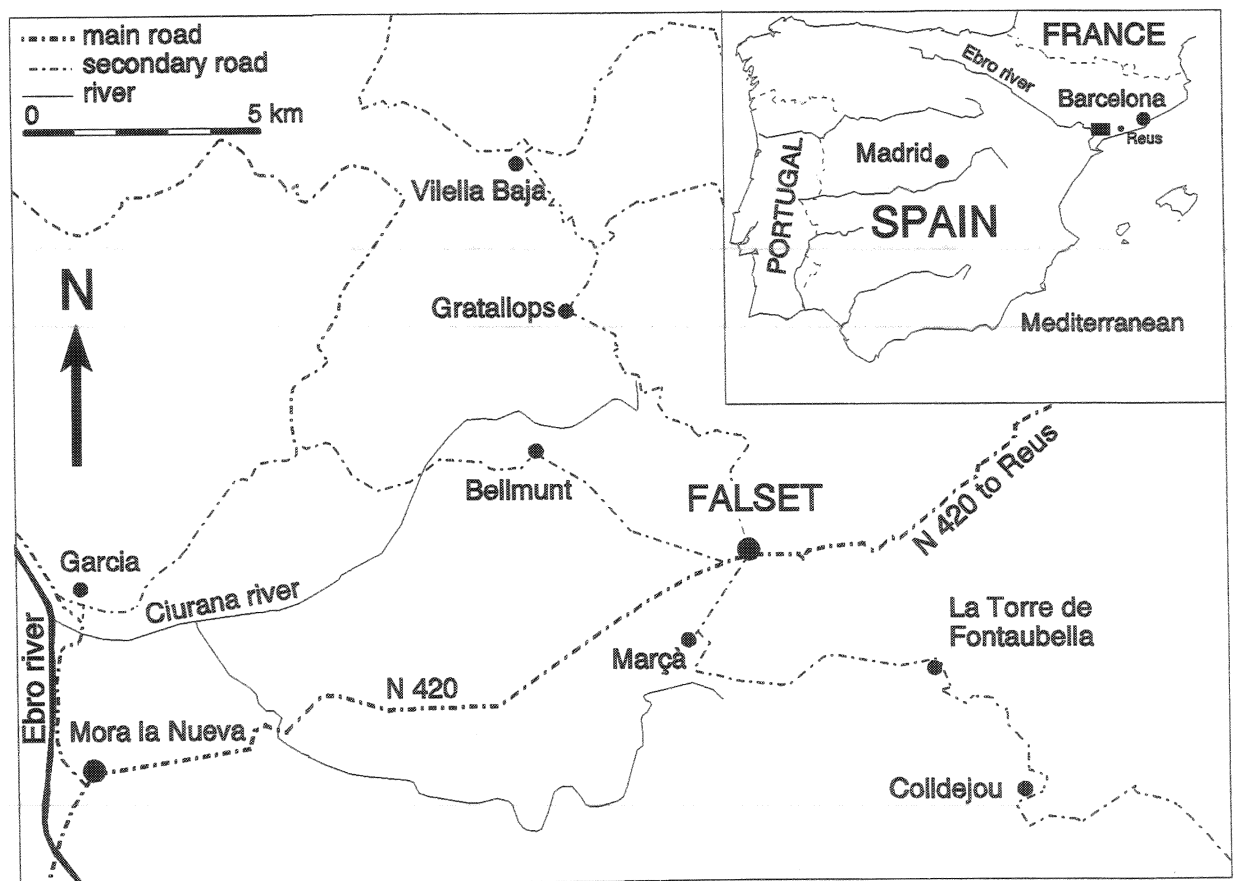 main road
secondary road
river
0 5 km
N
Vilella Baja
Gratallops
Bellmunt
FALSET
N 420 to Reus
Garcia
Ciurana river
Ebro river
Mora la Nueva
N 420
Marçà
La Torre de
Fontaubella
Colldejou
FRANCE
Ebro river
Barcelona
Reus
Madrid
PORTUGAL
SPAIN
Mediterranean